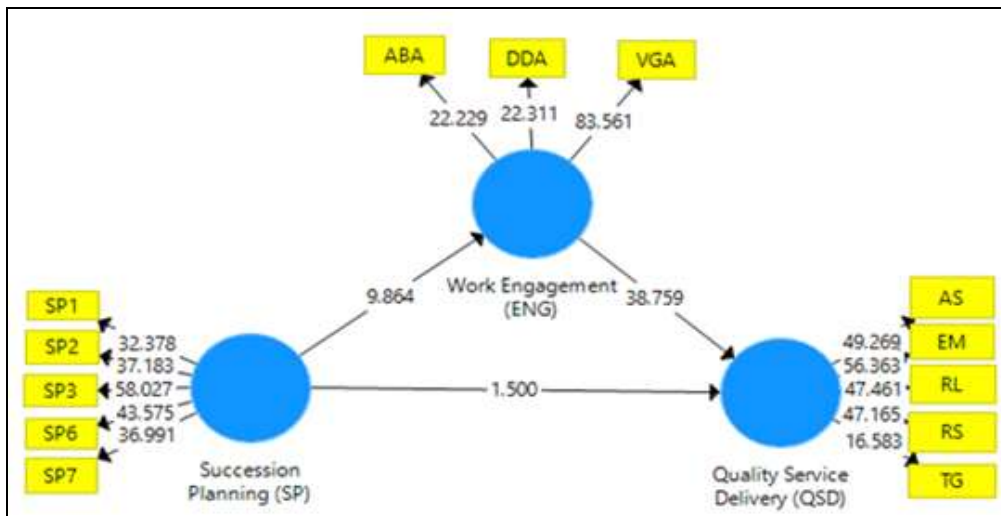 ABA
DDA
VGA
22.229
22.311
83.561
Work Engagement
(ENG)
9.864
38.759
SP1
SP2
SP3
SP6
SP7
32.378
37.183
58.027
43.575
36.991
Succession
Planning (SP)
1.500
49.269
56.363
47.461
47.165
16.583
AS
EM
RL
RS
TG
Quality Service
Delivery (QSD)